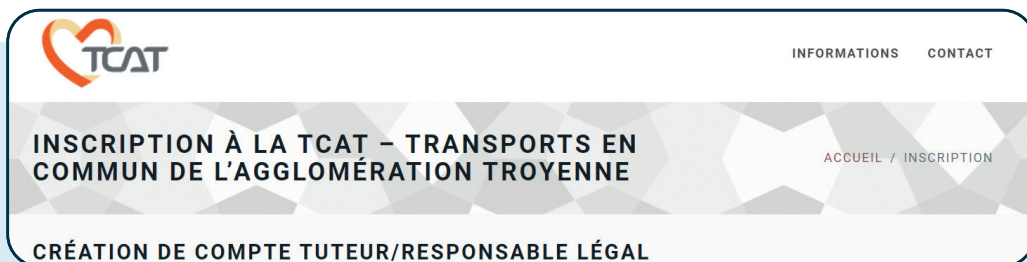 TCAT
INFORMATIONS CONTACT
INSCRIPTION À LA TCAT – TRANSPORTS EN
COMMUN DE L’AGGLOMÉRATION TROYENNE
ACCUEIL / INSCRIPTION
CRÉATION DE COMPTE TUTEUR/RESPONSABLE LÉGAL